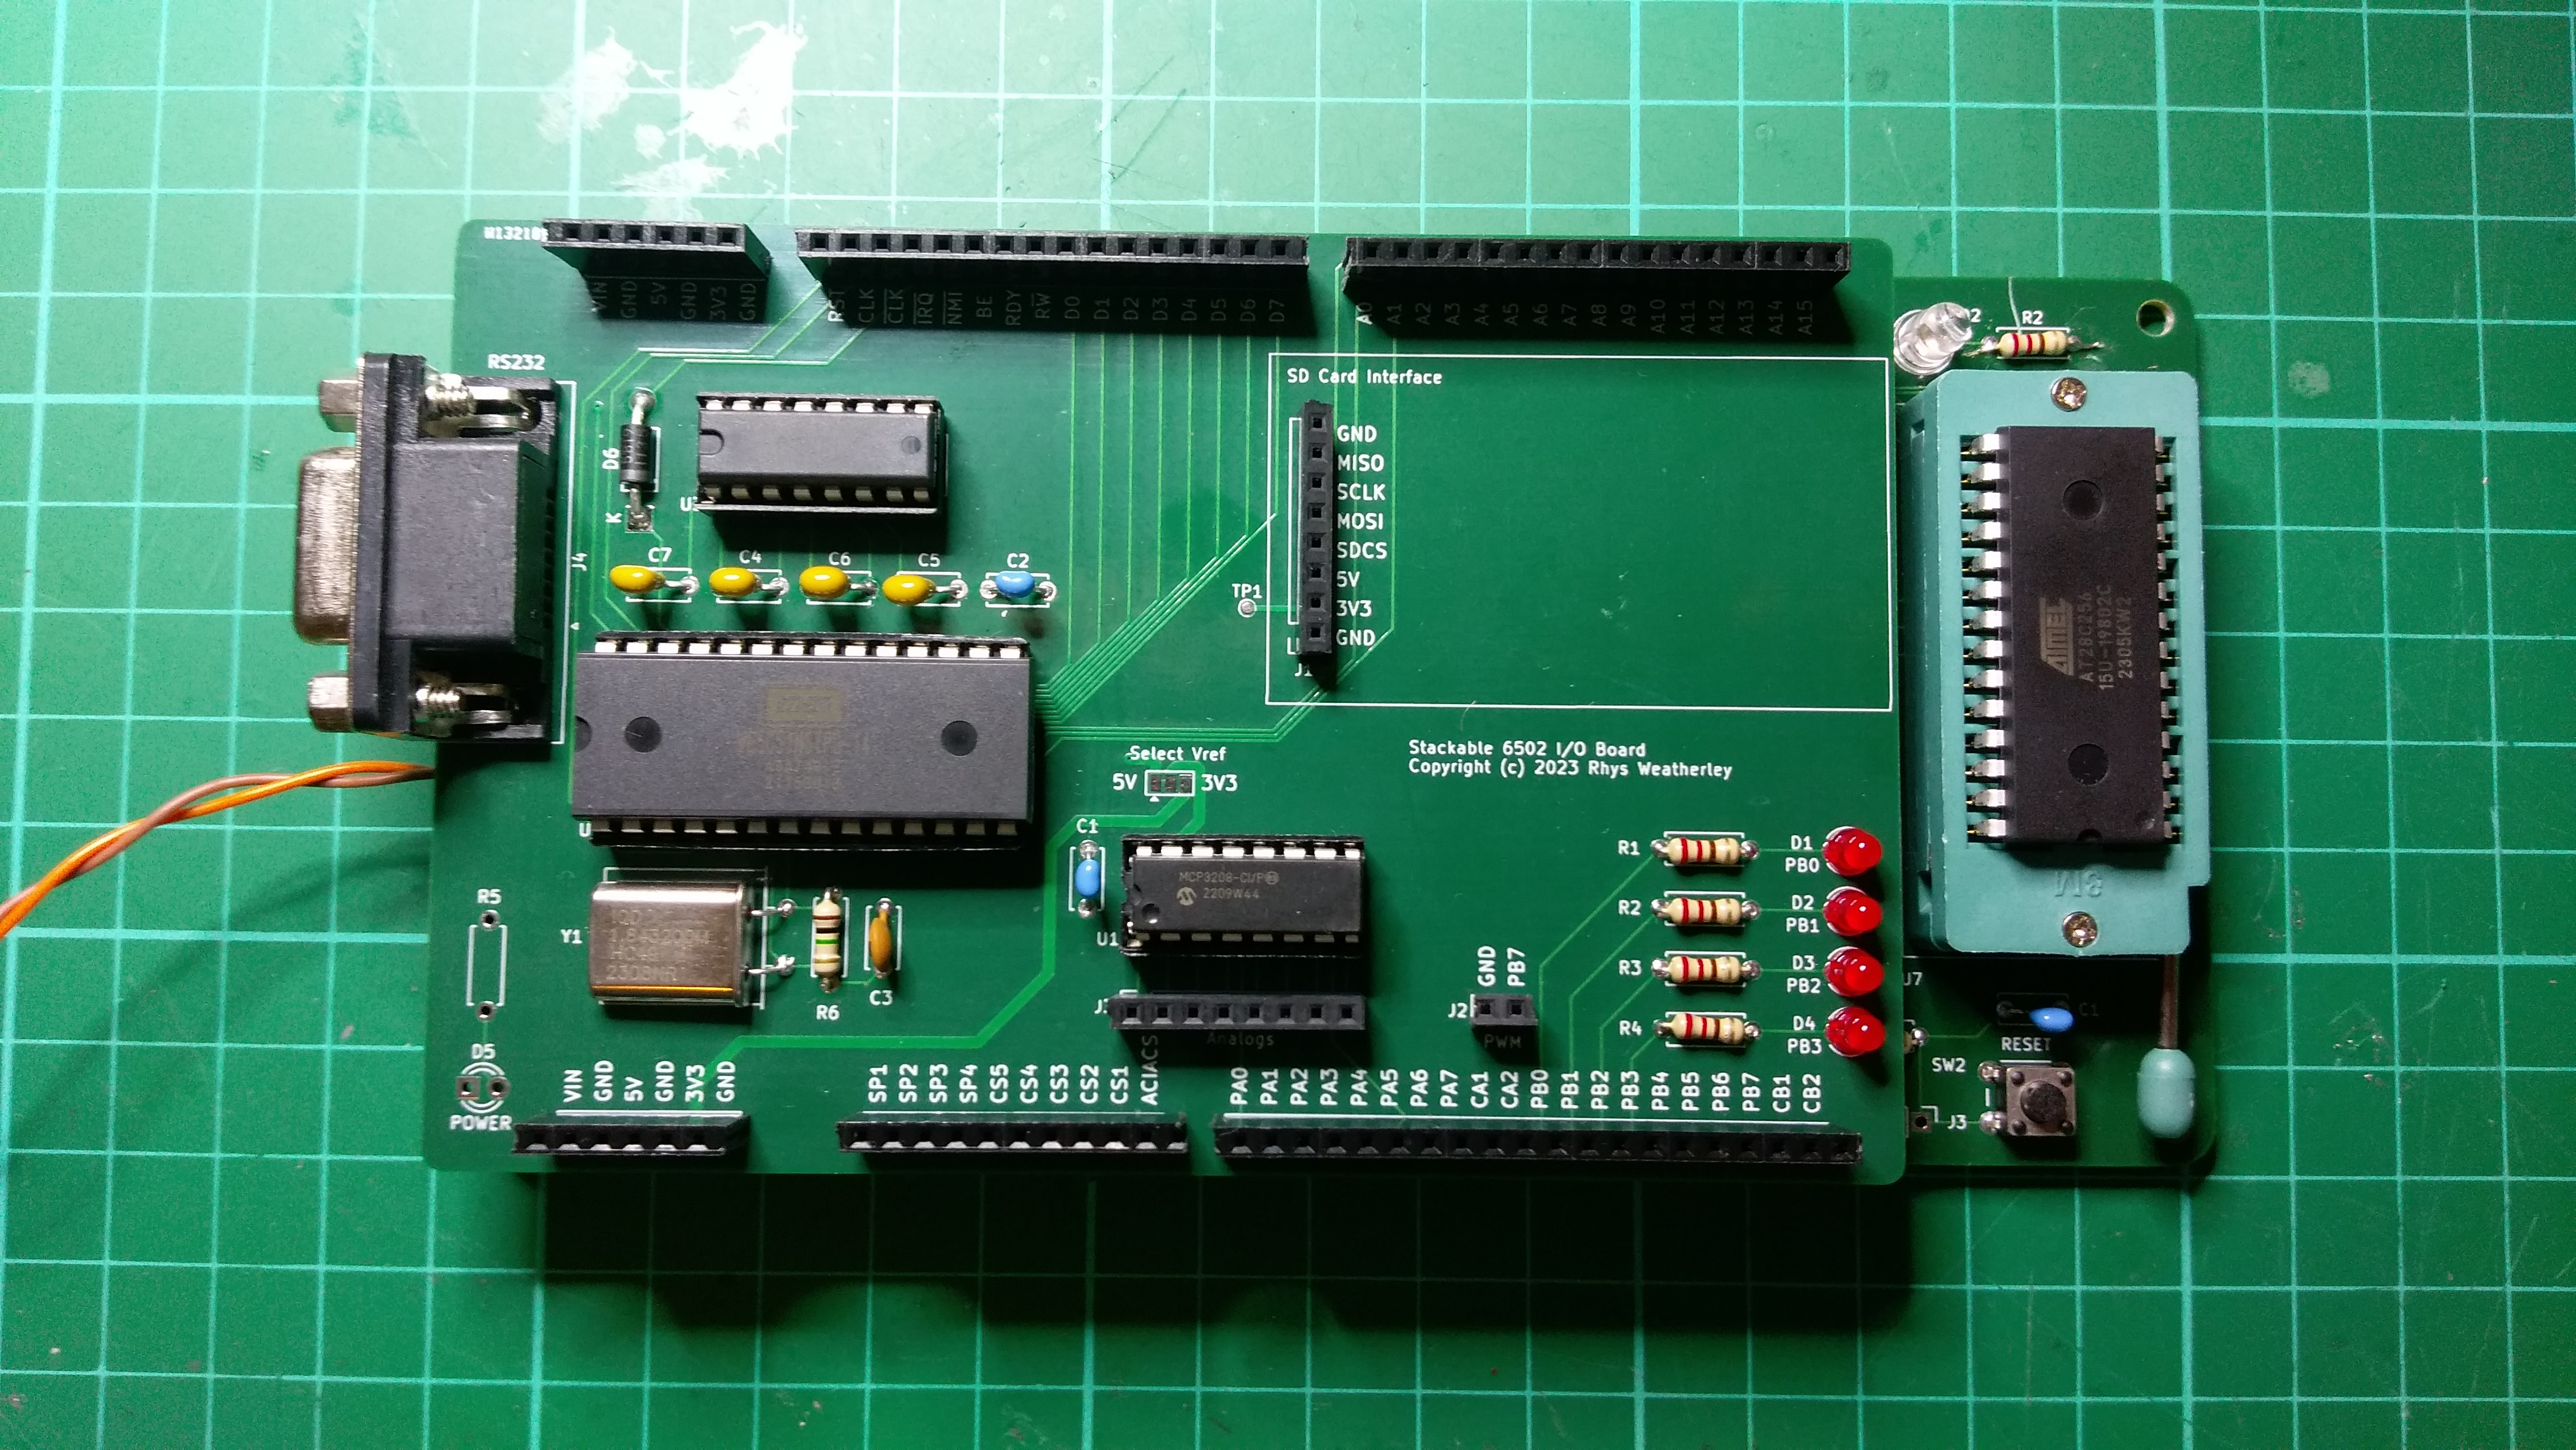 VIN
GND
5V
GND
3V3
GND
RST
CLK
CLK
IRQ
NMI
BE
RDY
RW
D0
D1
D2
D3
D4
D5
D6
D7
A0
A1
A2
A3
A4
A5
A6
A7
A8
A9
A10
A11
A12
A13
A14
A15
RS232
R2
SD Card Interface
GND
MISO
SCLK
MOSI
SDCS
5V
3V3
GND
TP1
D6
K
J4
C7
C4
C6
C5
C2
ATMEL
AT28C256
15U-19802C
2305KW2
Select Vref
5V
3V3
Stackable 6502 I/O Board
Copyright (c) 2023 Rhys Weatherley
C1
MCP3208-CI/P
2209W44
U1
R1
D1
PB0
R2
D2
PB1
R3
D3
PB2
R4
D4
PB3
R5
Y1
R6
C3
GND
PB7
J2
PWM
Analogs
D5
POWER
C1
RESET
SW2
J3
VIN
GND
5V
GND
3V3
GND
SP1
SP2
SP3
SP4
CS5
CS4
CS3
CS2
CS1
ACIACS
PA0
PA1
PA2
PA3
PA4
PA5
PA6
PA7
CA1
CA2
PB0
PB1
PB2
PB3
PB4
PB5
PB6
PB7
CB1
CB2